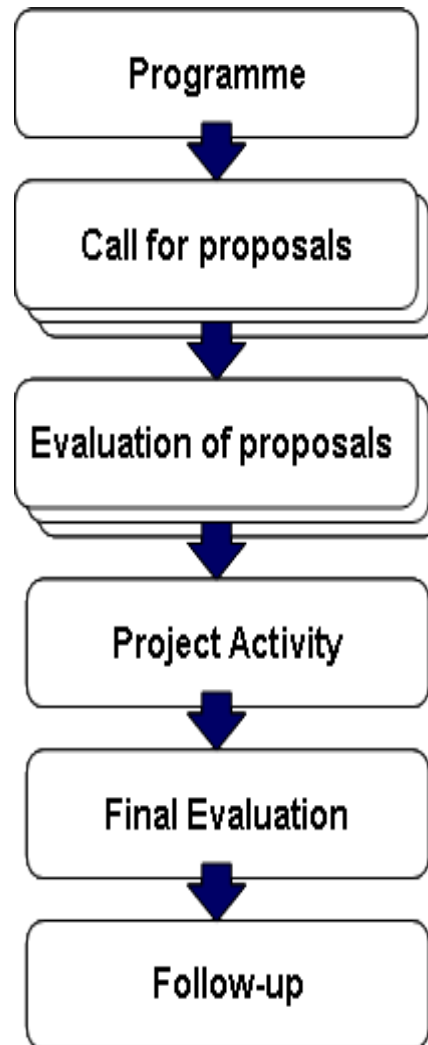 Programme
Call for proposals
Evaluation of proposals
Project Activity
Final Evaluation
Follow-up